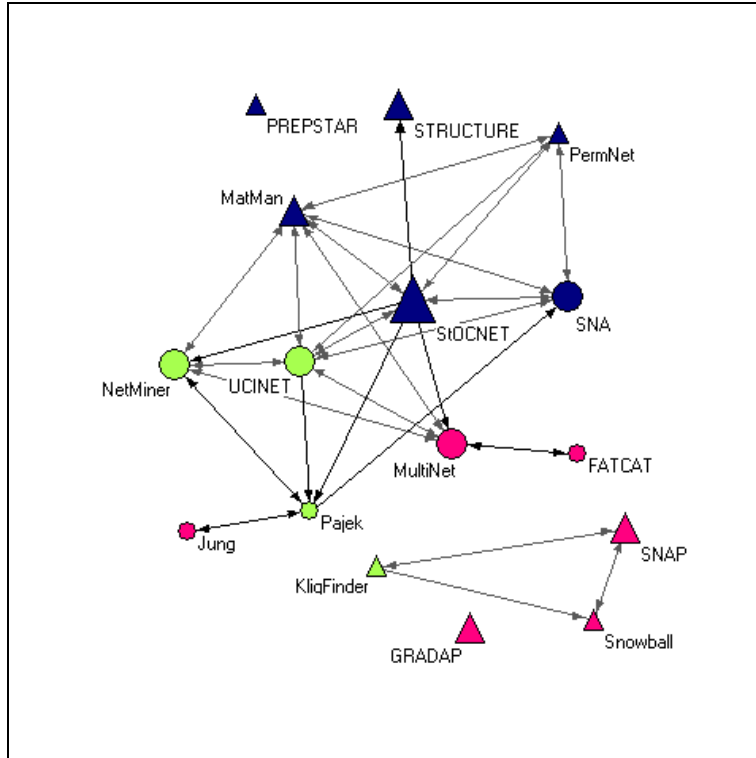 PREPSTAR
STRUCTURE
PermNet
MatMan
StOCNET
SNA
NetMiner
UCINET
MultiNet
FATCAT
Jung
Pajek
KliqFinder
SNAP
Snowball
GRADAP